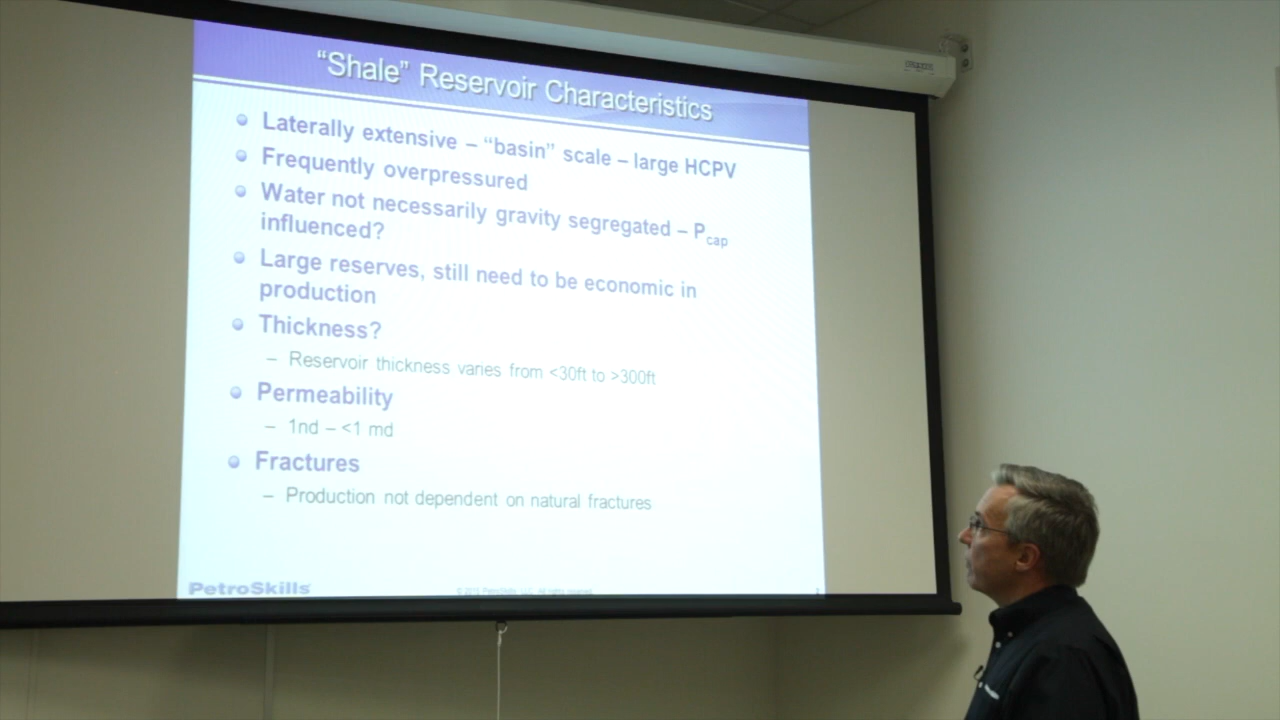 “Shale” Reservoir Characteristics
Laterally extensive – “basin” scale – large HCPV
Frequently overpressured
Water not necessarily gravity segregated – Pcap
influenced?
Large reserves, still need to be economic in
production
Thickness?
– Reservoir thickness varies from <30ft to >300ft
Permeability
– 1nd – <1 md
Fractures
– Production not dependent on natural fractures
PetroSkills